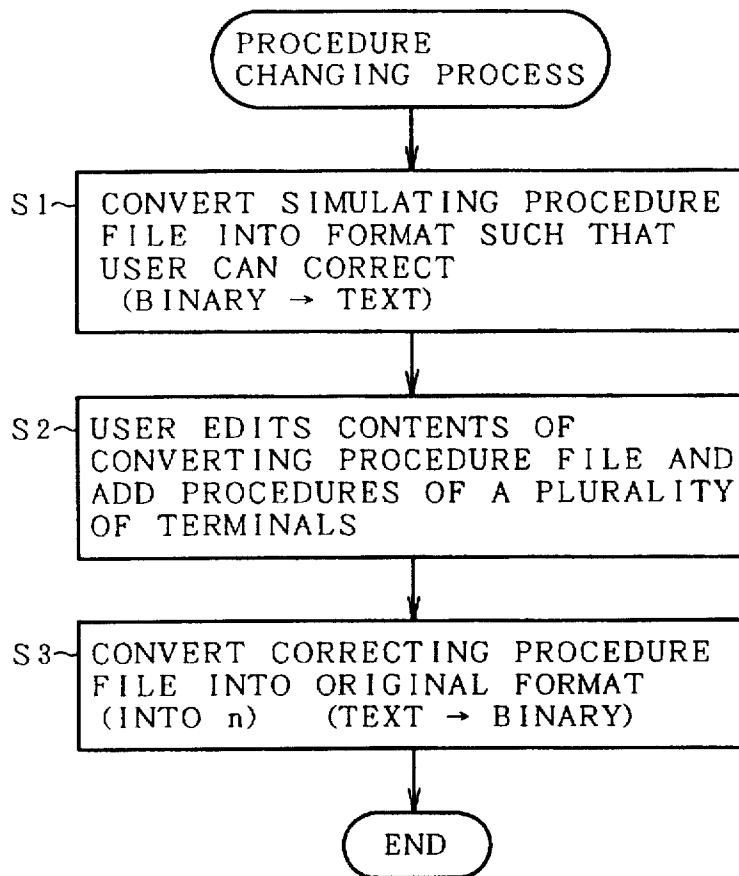 PROCEDURE
CHANGING PROCESS
S1~ CONVERT SIMULATING PROCEDURE
FILE INTO FORMAT SUCH THAT
USER CAN CORRECT
(BINARY → TEXT)
S2~ USER EDITS CONTENTS OF
CONVERTING PROCEDURE FILE AND
ADD PROCEDURES OF A PLURALITY
OF TERMINALS
S3~ CONVERT CORRECTING PROCEDURE
FILE INTO ORIGINAL FORMAT
(INTO n) (TEXT → BINARY)
END